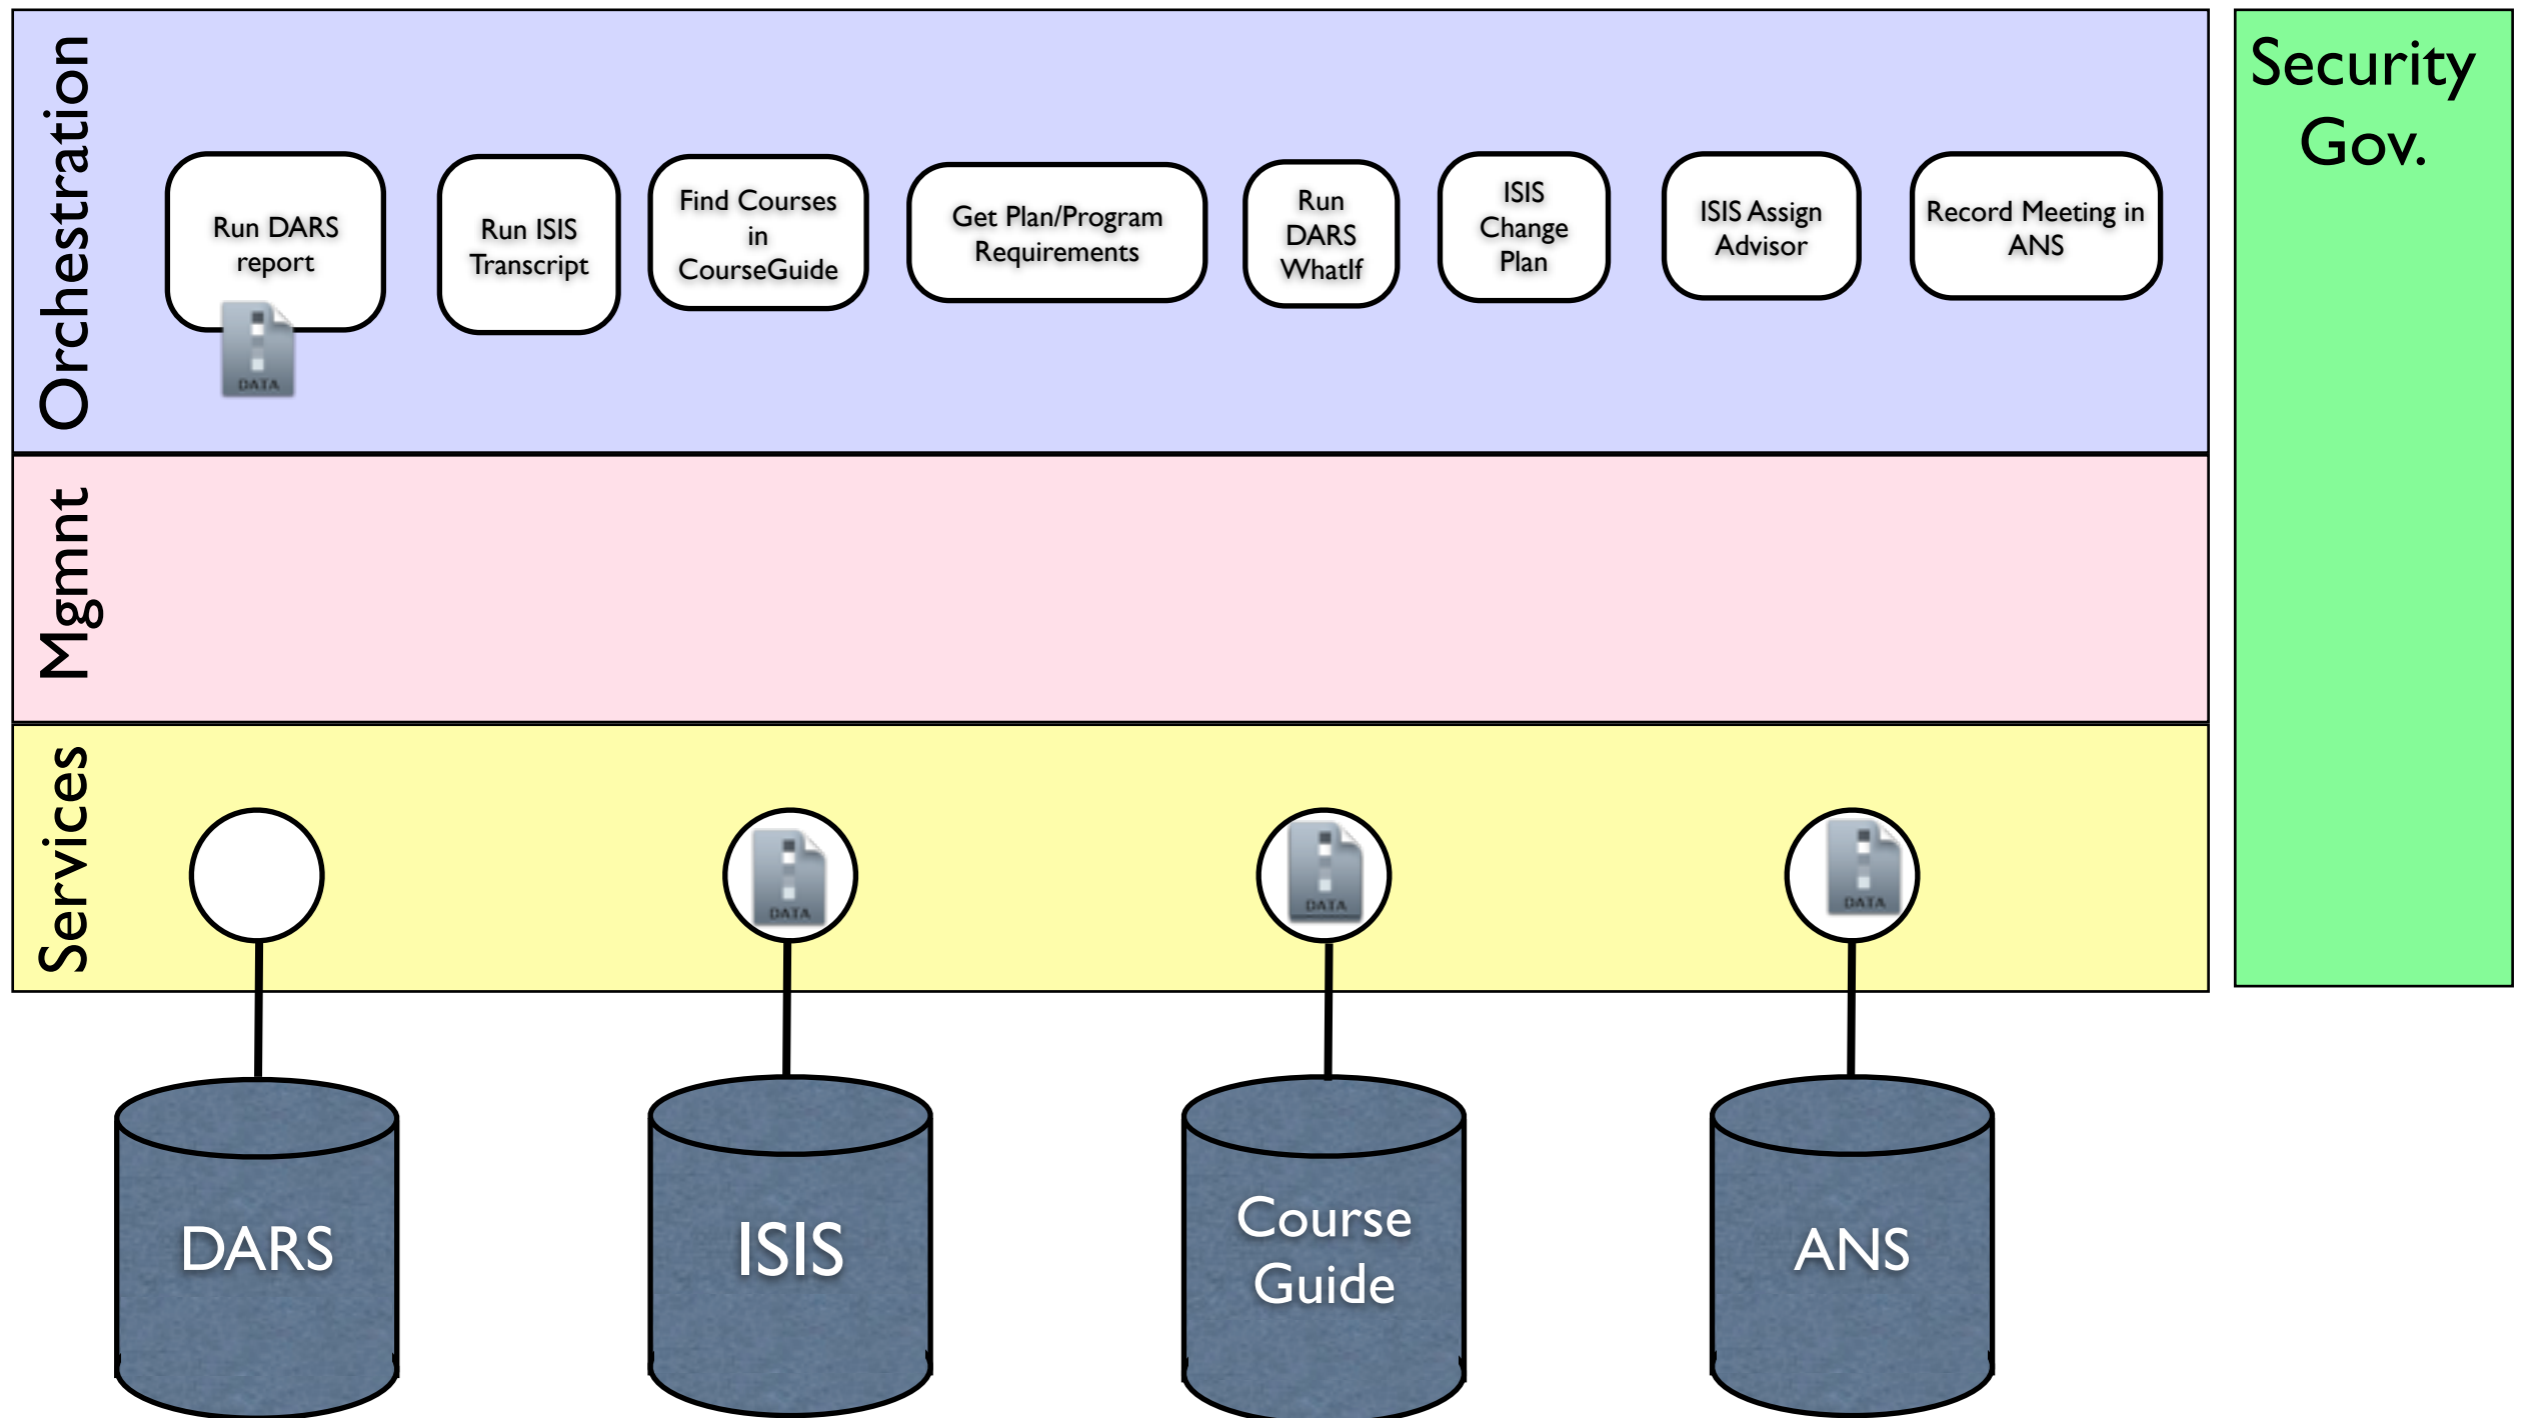 Orchestration
Security
Gov.
Run DARS
report
DATA
Run ISIS
Transcript
Find Courses
in
CourseGuide
Get Plan/Program
Requirements
Run
DARS
WhatIf
ISIS
Change
Plan
ISIS Assign
Advisor
Record Meeting in
ANS
Mgmnt
Services
DATA
DATA
DATA
DARS
ISIS
Course
Guide
ANS